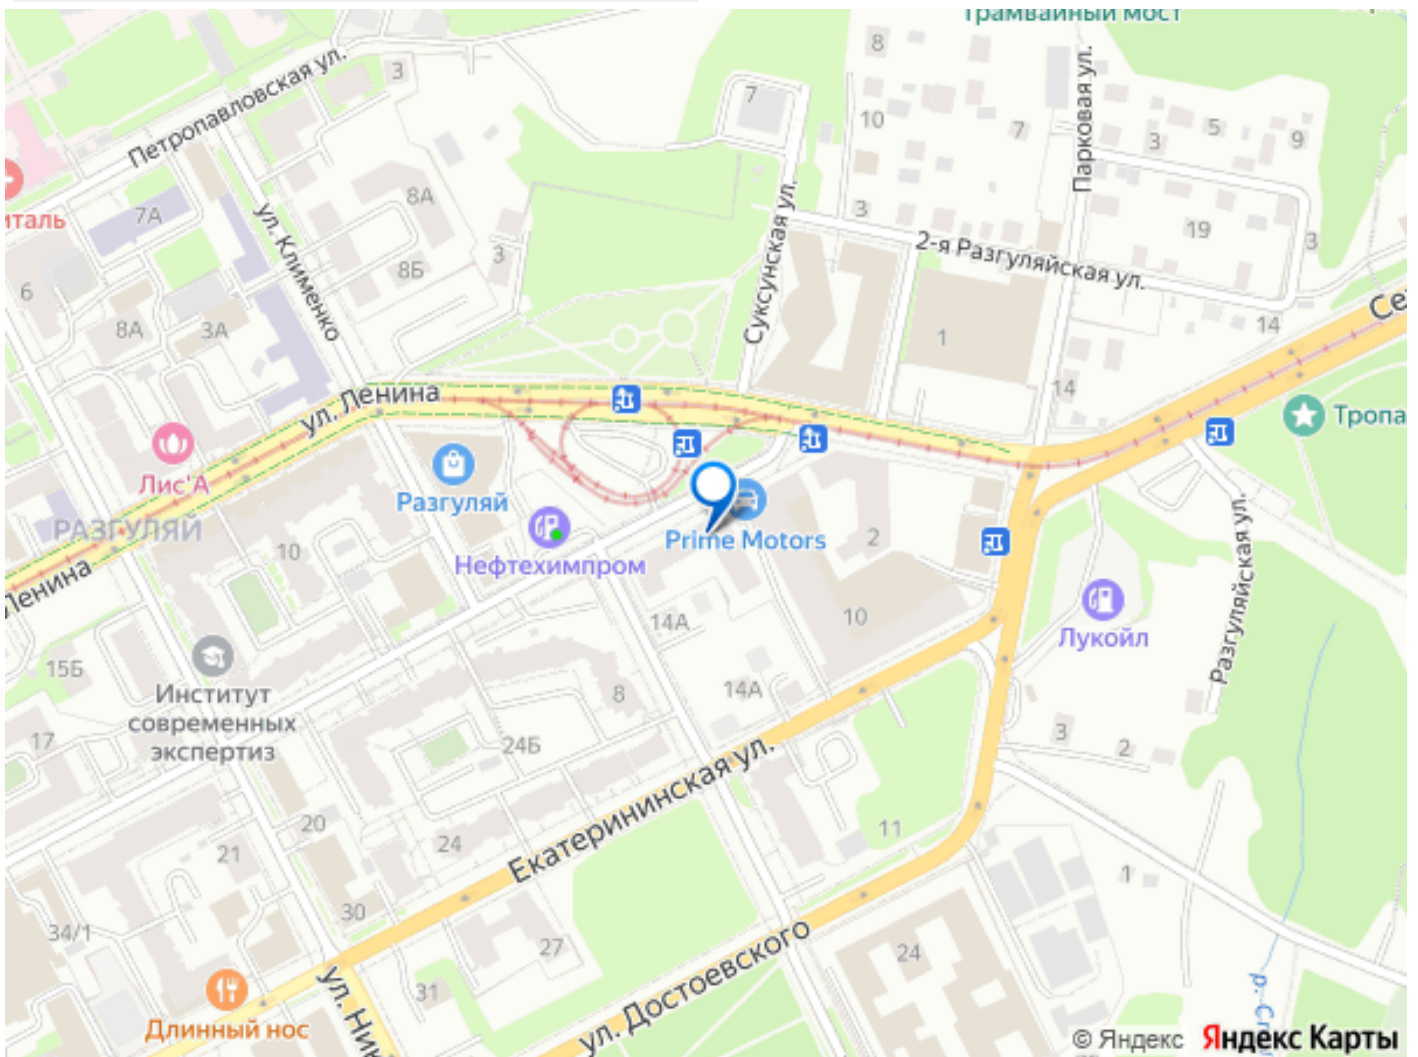 Трамвайный мост
Петропавловская ул.
3
8
7
10
7
3
5
9
Парковая ул.
италь
7А
8А
ул. Клименко
Суксунская ул.
3
19
3
2-я Разгуляйская ул.
8Б
3
6
8А
3А
1
14
14
ул. Ленина
Тропа
Лис'А
Разгуляй
РАЗГУЛЯЙ
Нефтехимпром
Prime Motors
2
10
Ленина
Разгуляйская ул.
14А
10
Лукойл
15Б
Институт
современных
экспертиз
8
14А
17
24Б
3
2
Екатерининская ул.
20
24
21
11
1
30
34/1
27
24
31
ул. Достоевского
Длинный нос
© Яндекс Яндекс Карты